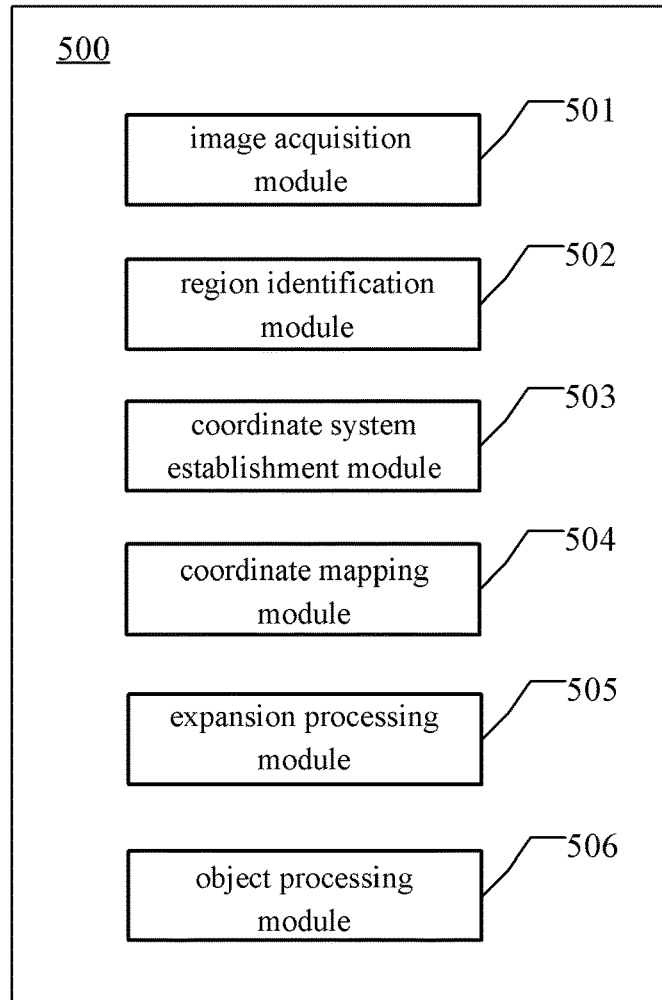 500
image acquisition
module
501
region identification
module
502
coordinate system
establishment module
503
coordinate mapping
module
504
expansion processing
module
505
object processing
module
506